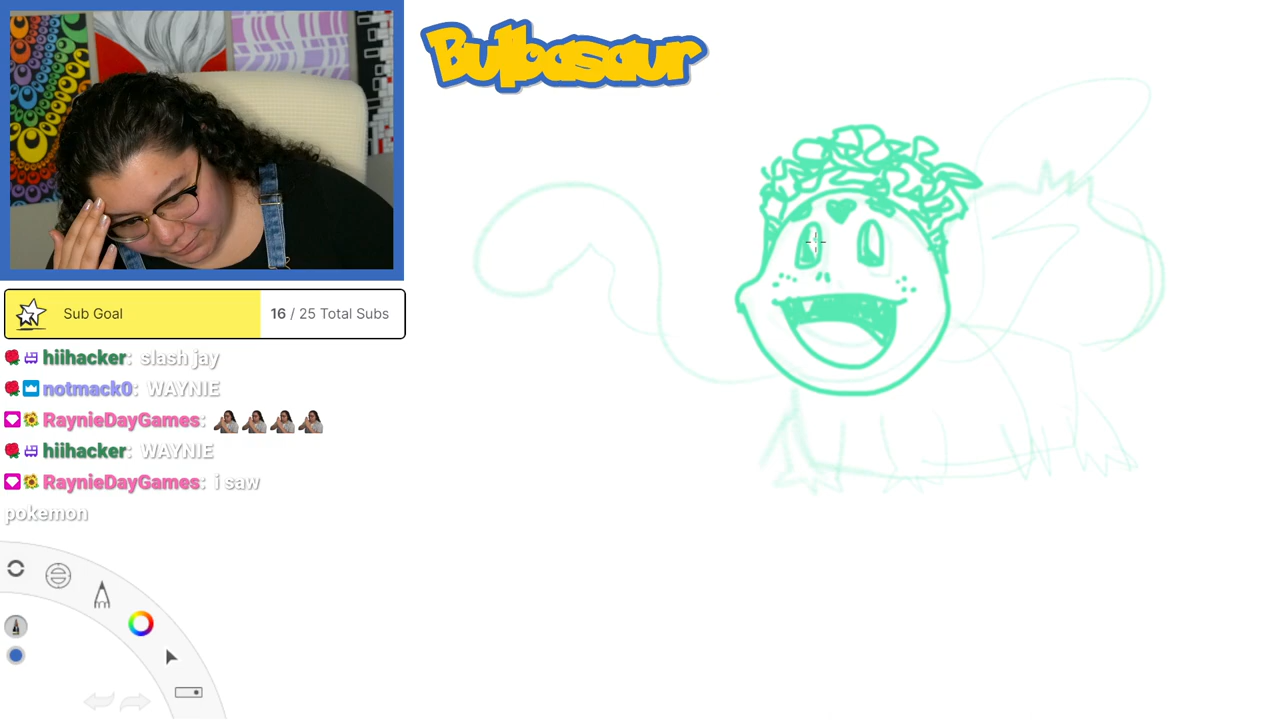 Bulbasaur
Sub Goal
16 / 25 Total Subs
hiihacker: slash jay
notmack0: WAYNIE
RaynieDayGames:
hiihacker: WAYNIE
RaynieDayGames: i saw
pokemon